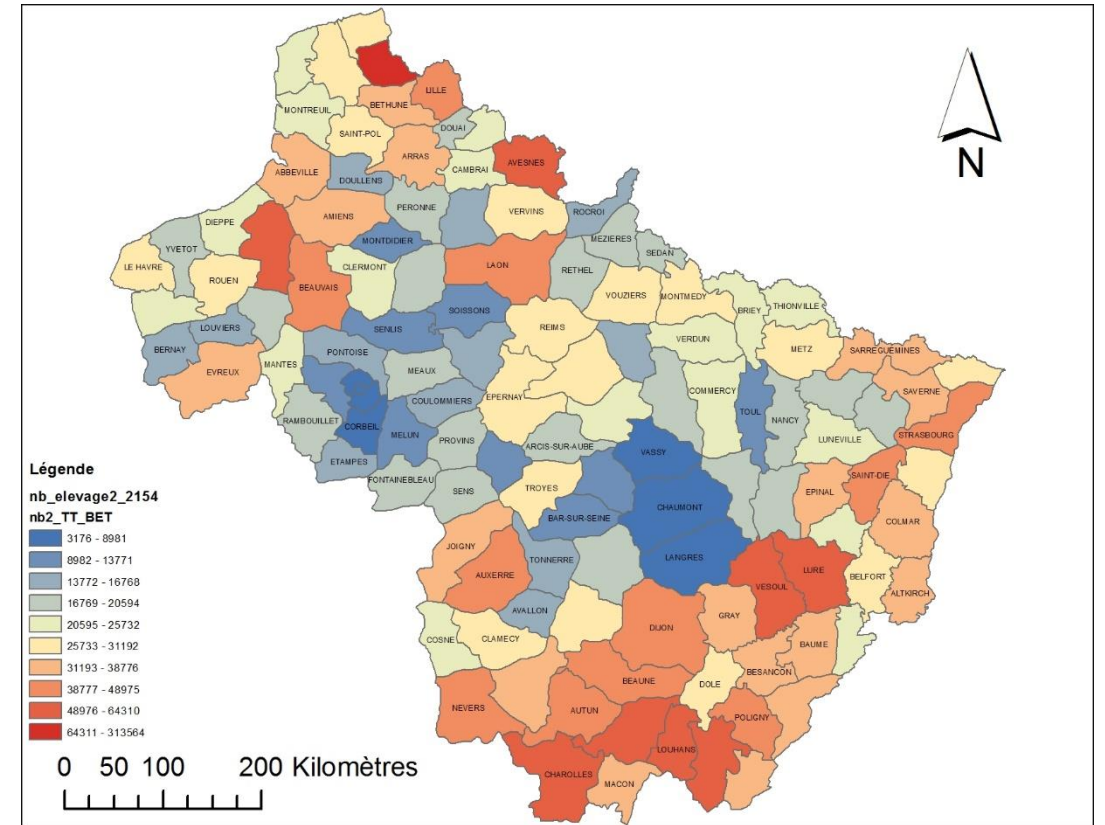 LILLE
BETHUNE
MONTREUIL
DOUAI
SAINT-POL
ARRAS
AVESNES
CAMBRAI
ABBEVILLE
DOULLENS
PERONNE
VERVINS
ROCROI
AMIENS
DIEPPE
MONTDIDIER
MEZIERES
YVETOT
SEDAN
LE HAVRE
CLERMONT
LAON
RETHEL
ROUEN
BEAUVAIS
VOUZIERS
MONTMEDY
SOISSONS
BRIEY
THIONVILLE
SENLIS
REIMS
LOUVIERS
VERDUN
BERNAY
PONTOISE
METZ
SARREGUEMINES
MANTES
MEAUX
EVREUX
COMMERCY
SAVERNE
EPERNAY
COULOMMIERS
TOUL
NANCY
RAMBOUILLET
CORBEIL
MELUN
STRASBOURG
PROVINS
ARCIS-SUR-AUBE
LUNEVILLE
VASSY
ETAMPES
FONTAINEBLEAU
SENS
TROYES
SAINT-DIE
EPINAL
CHAUMONT
BAR-SUR-SEINE
COLMAR
JOIGNY
TONNERRE
LANGRES
AUXERRE
VESOUL
LURE
BELFORT
ALTKIRCH
AVALLON
GRAY
COSNE
CLAMECY
DIJON
BAUME
BESANCON
BEAUNE
DOLE
NEVERS
AUTUN
POLIGNY
LOUHANS
CHAROLLES
MACON
N
Légende
nb_elevage2_2154
nb2_TT_BET
3176 - 8981
8982 - 13771
13772 - 16768
16769 - 20594
20595 - 25732
25733 - 31192
31193 - 38776
38777 - 48975
48976 - 64310
64311 - 313564
0 50 100 200 Kilomètres